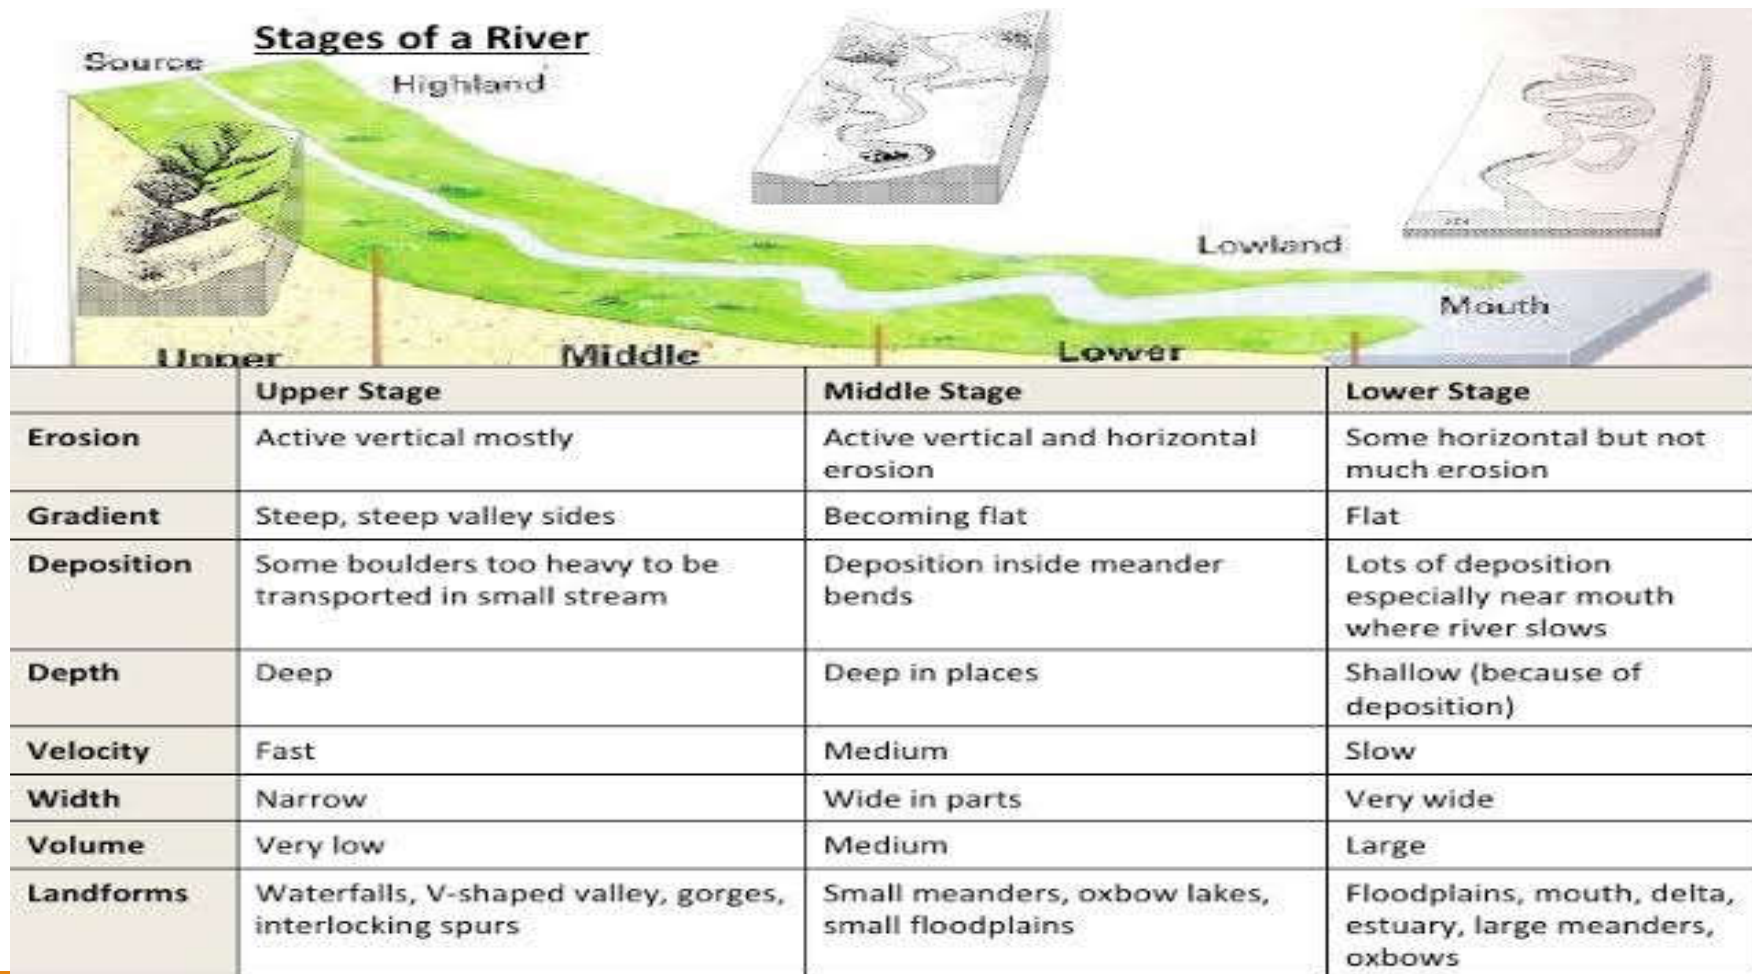 Stages of a River
Source
Highland
Lowland
Mouth
Upper
Middle
Lower
Upper Stage
Middle Stage
Lower Stage
Erosion
Active vertical mostly
Active vertical and horizontal
erosion
Some horizontal but not
much erosion
Gradient
Steep, steep valley sides
Becoming flat
Flat
Deposition
Some boulders too heavy to be
transported in small stream
Deposition inside meander
bends
Lots of deposition
especially near mouth
where river slows
Depth
Deep
Deep in places
Shallow (because of
deposition)
Velocity
Fast
Medium
Slow
Width
Narrow
Wide in parts
Very wide
Volume
Very low
Medium
Large
Landforms
Waterfalls, V-shaped valley, gorges,
interlocking spurs
Small meanders, oxbow lakes,
small floodplains
Floodplains, mouth, delta,
estuary, large meanders,
oxbows